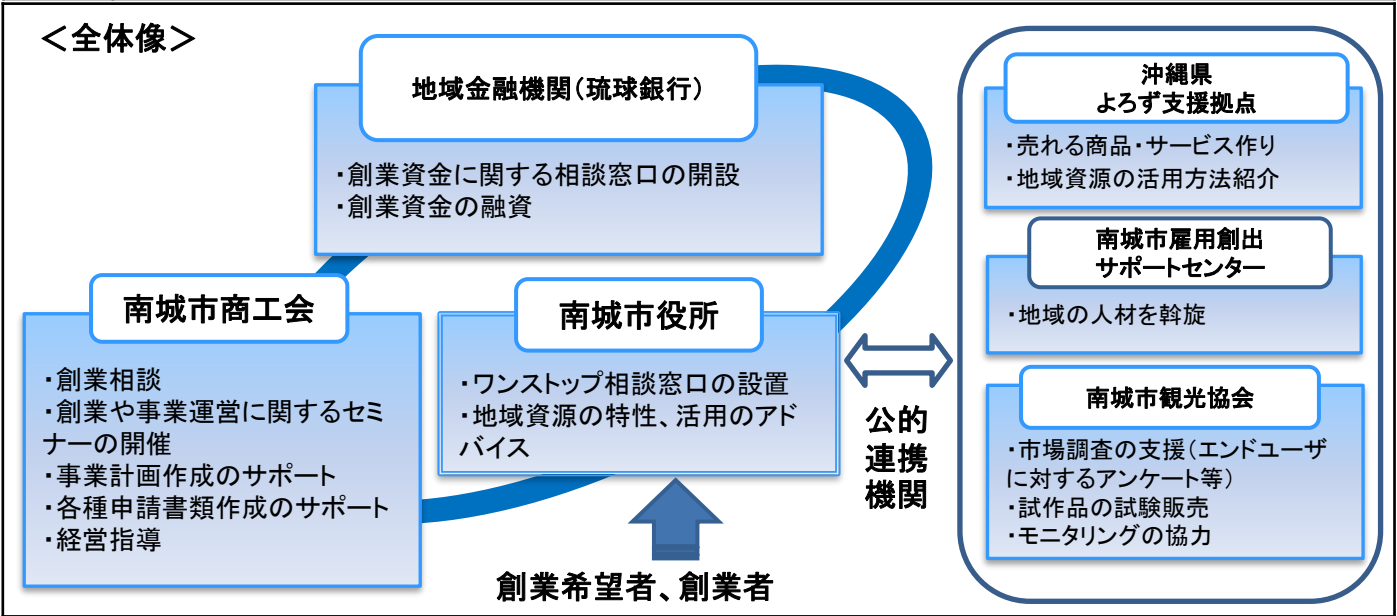 ＜全体像＞
地域金融機関（琉球銀行）
・創業資金に関する相談窓口の開設
・創業資金の融資
南城市商工会
・創業相談
・創業や事業運営に関するセミ
ナーの開催
・事業計画作成のサポート
・各種申請書類作成のサポート
・経営指導
南城市役所
・ワンストップ相談窓口の設置
・地域資源の特性、活用のアド
バイス
創業希望者、創業者
公的
連携
機関
沖縄県
よろず支援拠点
・売れる商品・サービス作り
・地域資源の活用方法紹介
南城市雇用創出
サポートセンター
・地域の人材を斡旋
南城市観光協会
・市場調査の支援（エンドユーザ
に対するアンケート等）
・試作品の試験販売
・モニタリングの協力